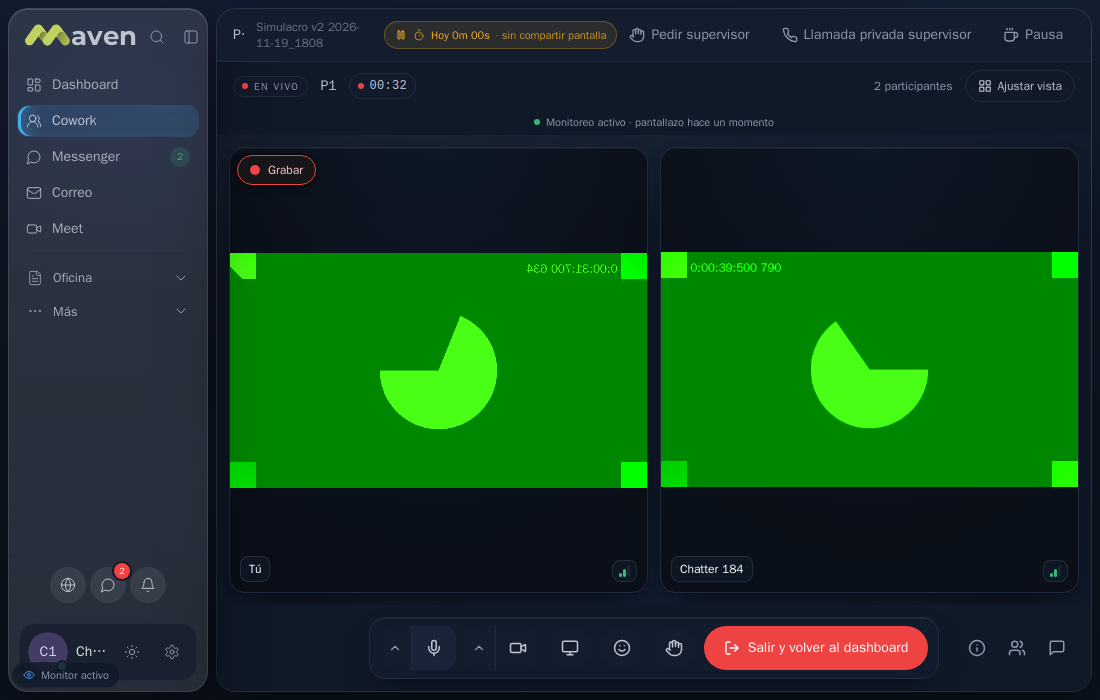 Maven
Dashboard
Cowork
Messenger 2
Correo
Meet
Oficina
Más
2
C1 Ch···
Monitor activo
P·
Simulacro v2 2026-
11-19_1808
Hoy 0m 00s · sin compartir pantalla
Pedir supervisor
Llamada privada supervisor
Pausa
EN VIVO
P1
00:32
2 participantes
Ajustar vista
Monitoreo activo · pantallazo hace un momento
Grabar
0:00:31:700 634
Tú
0:00:39:500 790
Chatter 184
Salir y volver al dashboard